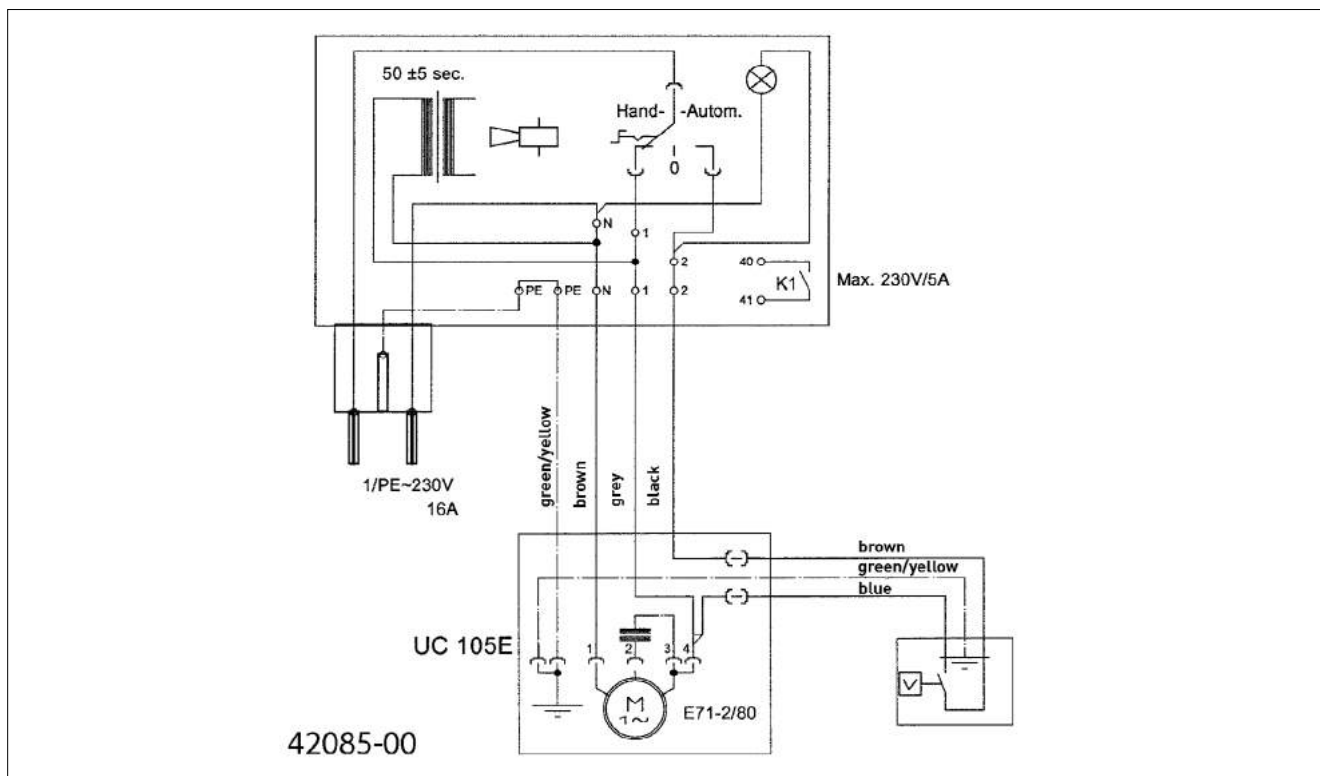 50 ±5 sec.
Hand- -Autom.
0
N
1
2
40
K1
Max. 230V/5A
PE
PE
N
1
2
41
1/PE~230V
16A
green/yellow
brown
grey
black
brown
green/yellow
blue
UC 105E
1
2
3
4
M
1~
E71-2/80
V
42085-00